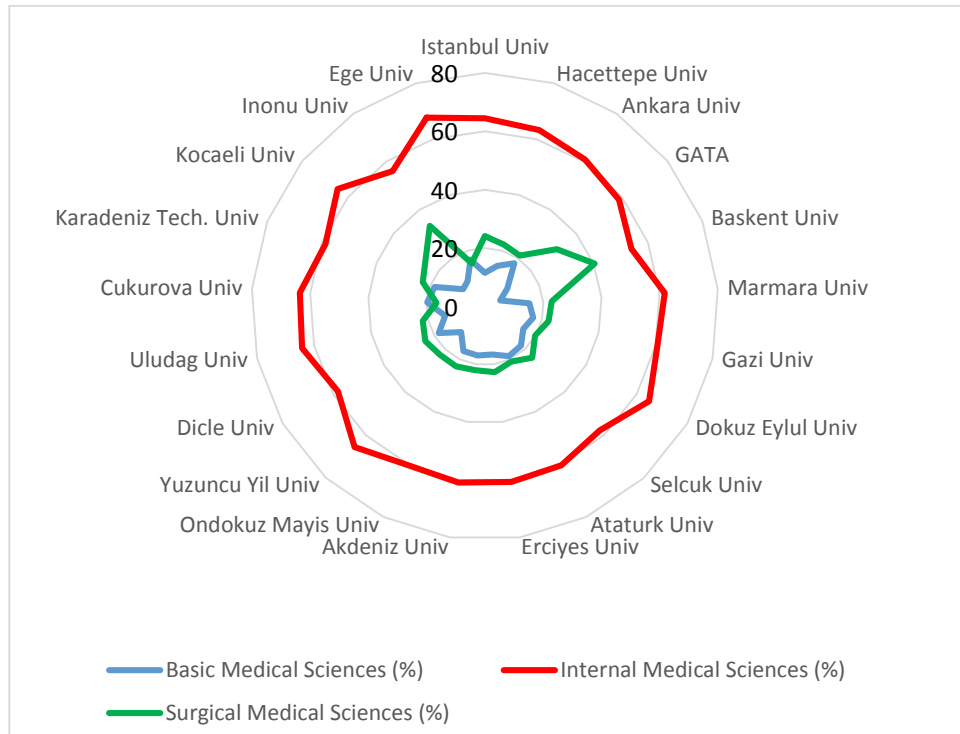 Istanbul Univ
Ege Univ
80
Hacettepe Univ
Inonu Univ
Ankara Univ
Kocaeli Univ
60
GATA
Karadeniz Tech. Univ
40
Baskent Univ
20
Cukurova Univ
0
Marmara Univ
Uludag Univ
Gazi Univ
Dicle Univ
Dokuz Eylul Univ
Yuzuncu Yil Univ
Selcuk Univ
Ondokuz Mayis Univ
Ataturk Univ
Akdeniz Univ
Erciyes Univ
Basic Medical Sciences (%)
Internal Medical Sciences (%)
Surgical Medical Sciences (%)